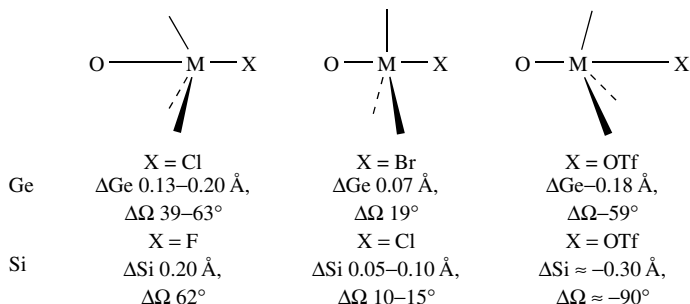 O M X O M X O M X
X = Cl X = Br X = OTf
Ge ΔGe 0.13–0.20 Å, ΔGe 0.07 Å, ΔGe–0.18 Å,
ΔΩ 39–63° ΔΩ 19° ΔΩ–59°
X = F X = Cl X = OTf
Si ΔSi 0.20 Å, ΔSi 0.05–0.10 Å, ΔSi ≈ –0.30 Å,
ΔΩ 62° ΔΩ 10–15° ΔΩ ≈ –90°